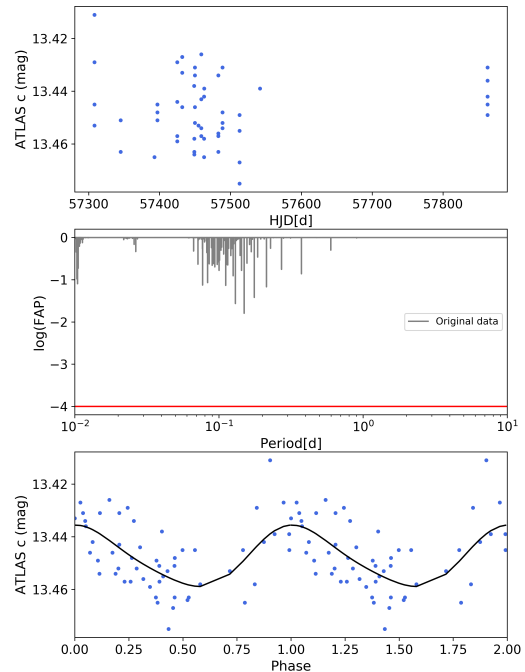 13.42
13.44
13.46
ATLAS c (mag)
57300 57400 57500 57600 57700 57800
HJD[d]
0
−1
−2
−3
−4
log(FAP)
Original data
10⁻² 10⁻¹ 10⁰ 10¹
Period[d]
13.42
13.44
13.46
ATLAS c (mag)
0.00 0.25 0.50 0.75 1.00 1.25 1.50 1.75 2.00
Phase